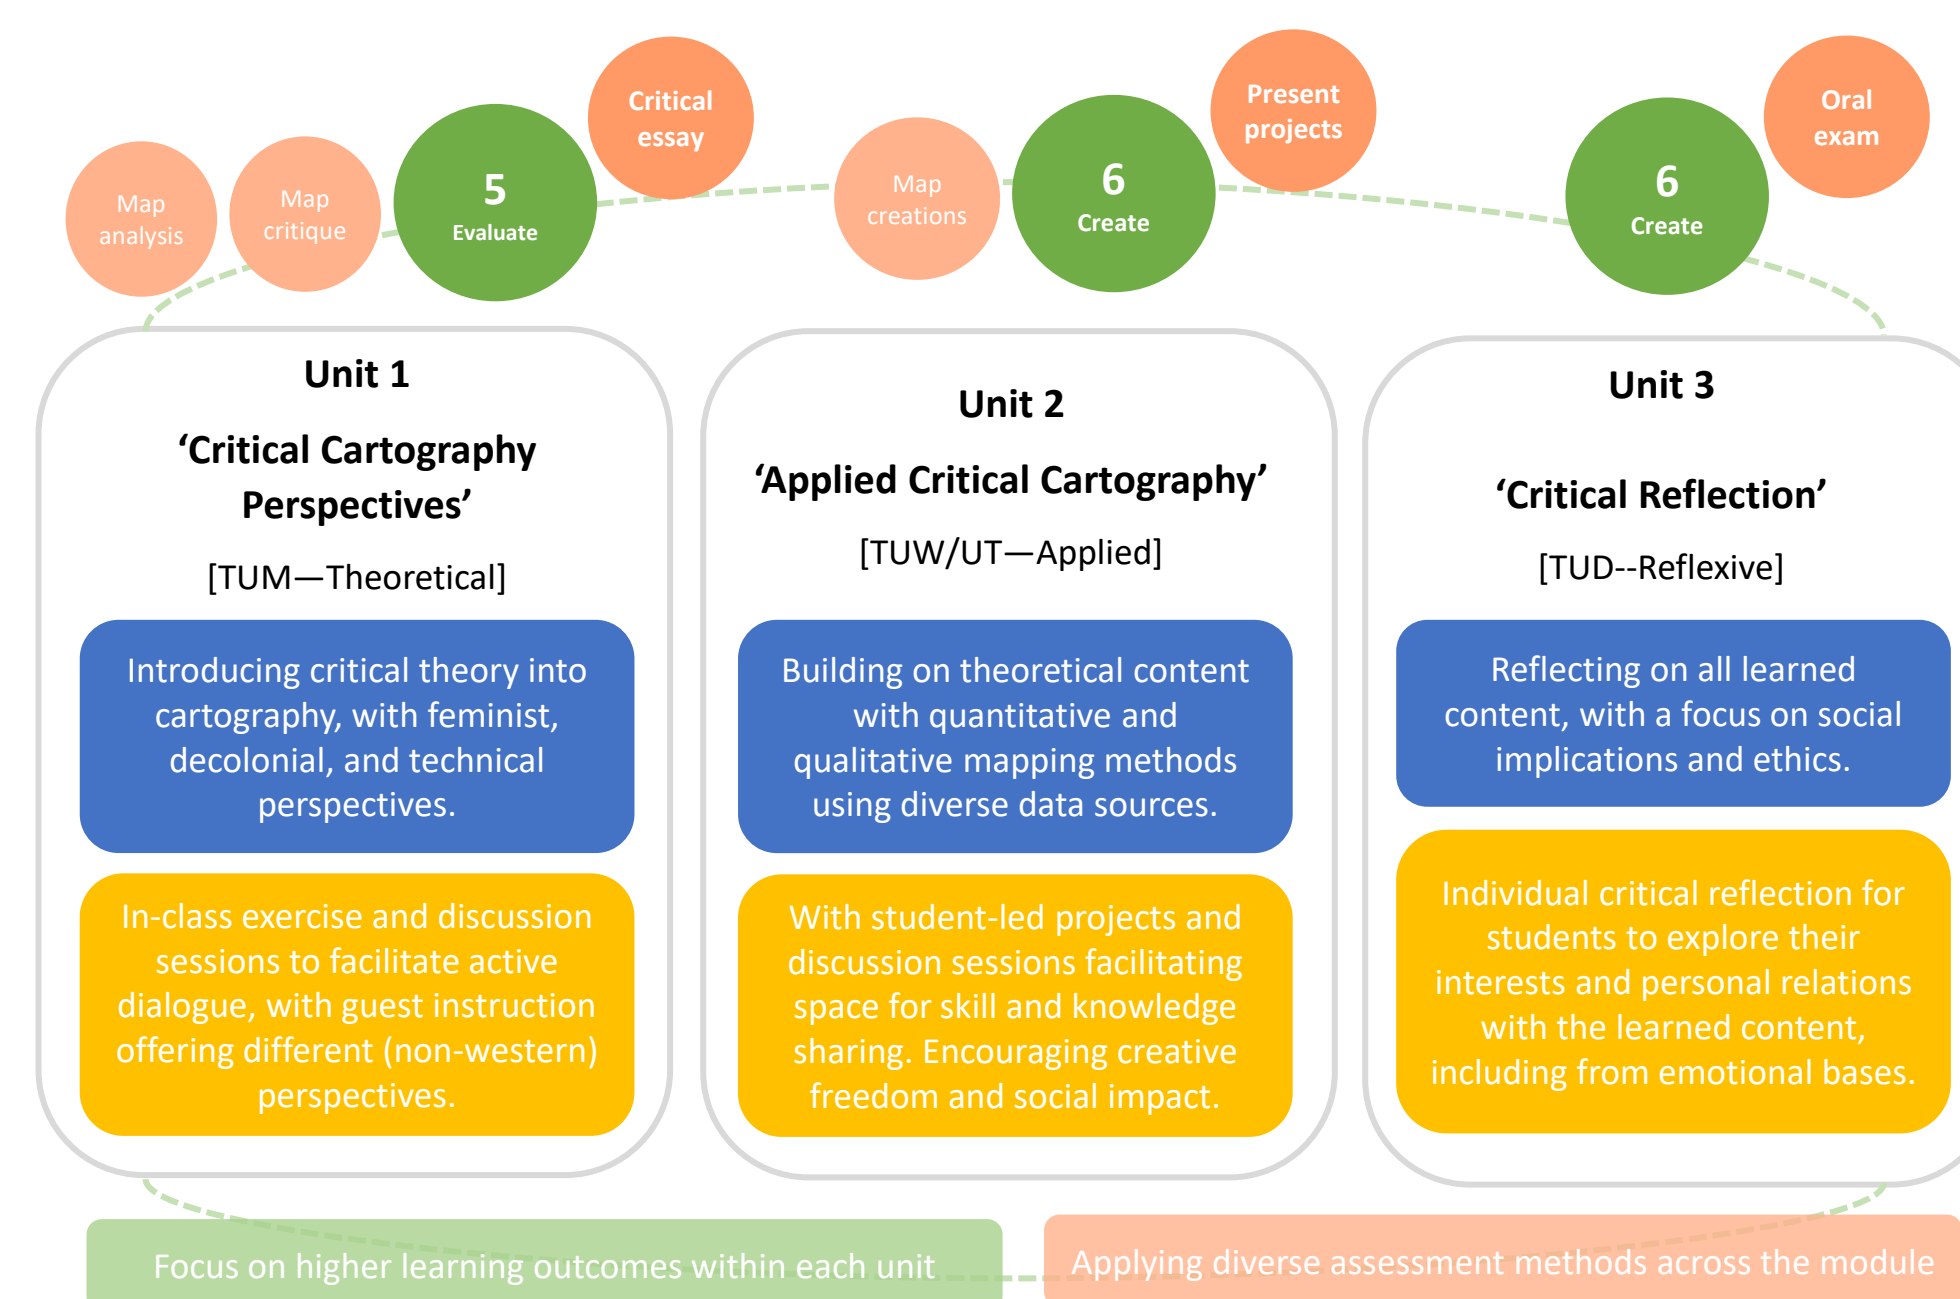 Map
analysis
Map
critique
5
Evaluate
Critical
essay
Map
creations
6
Create
Present
projects
6
Create
Oral
exam
Unit 1
‘Critical Cartography
Perspectives’
[TUM—Theoretical]
Introducing critical theory into
cartography, with feminist,
decolonial, and technical
perspectives.
In-class exercise and discussion
sessions to facilitate active
dialogue, with guest instruction
offering different (non-western)
perspectives.
Unit 2
‘Applied Critical Cartography’
[TUW/UT—Applied]
Building on theoretical content
with quantitative and
qualitative mapping methods
using diverse data sources.
With student-led projects and
discussion sessions facilitating
space for skill and knowledge
sharing. Encouraging creative
freedom and social impact.
Unit 3
‘Critical Reflection’
[TUD--Reflexive]
Reflecting on all learned
content, with a focus on social
implications and ethics.
Individual critical reflection for
students to explore their
interests and personal relations
with the learned content,
including from emotional bases.
Focus on higher learning outcomes within each unit
Applying diverse assessment methods across the module